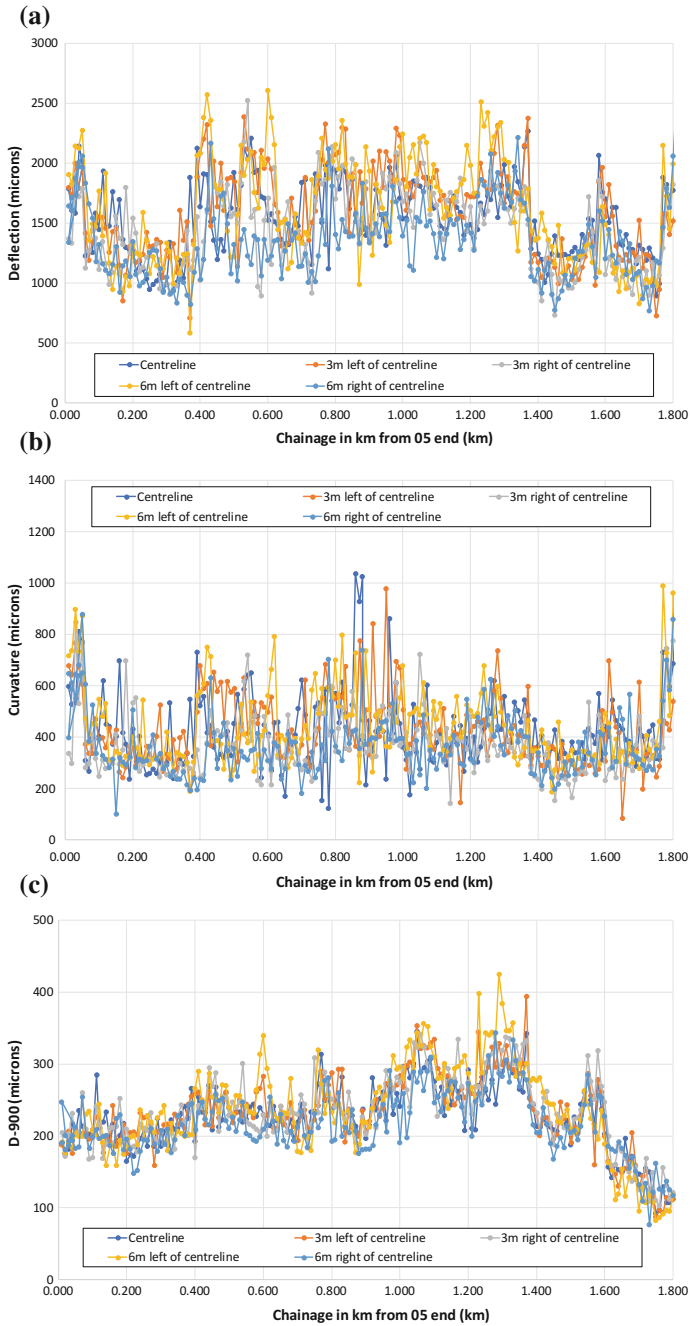 (a)
3000
2500
2000
1500
1000
500
0
Deflection (microns)
Centreline 3m left of centreline 3m right of centreline
6m left of centreline 6m right of centreline
0.000 0.200 0.400 0.600 0.800 1.000 1.200 1.400 1.600 1.800
Chainage in km from 05 end (km)
(b)
1400
1200
1000
800
600
400
200
0
Curvature (microns)
Centreline 3m left of centreline 3m right of centreline
6m left of centreline 6m right of centreline
0.000 0.200 0.400 0.600 0.800 1.000 1.200 1.400 1.600 1.800
Chainage in km from 05 end (km)
(c)
500
400
300
200
100
0
D-900 (microns)
Centreline 3m left of centreline 3m right of centreline
6m left of centreline 6m right of centreline
0.000 0.200 0.400 0.600 0.800 1.000 1.200 1.400 1.600 1.800
Chainage in km from 05 end (km)